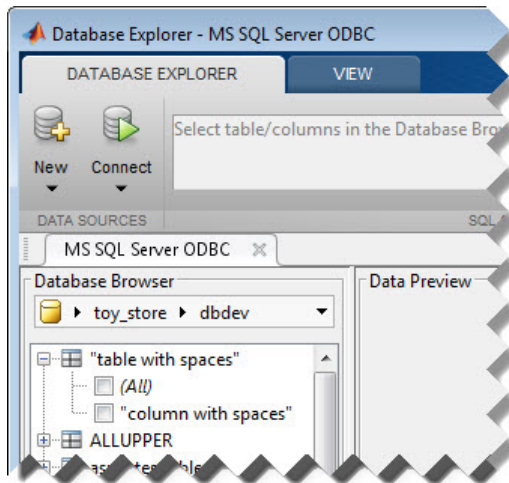 Database Explorer - MS SQL Server ODBC
DATABASE EXPLORER
VIEW
Select table/columns in the Database
New
Connect
DATA SOURCES
SQL
MS SQL Server ODBC
Database Browser
Data Preview
toy_store
dbdev
"table with spaces"
(All)
"column with spaces"
ALLUPPER